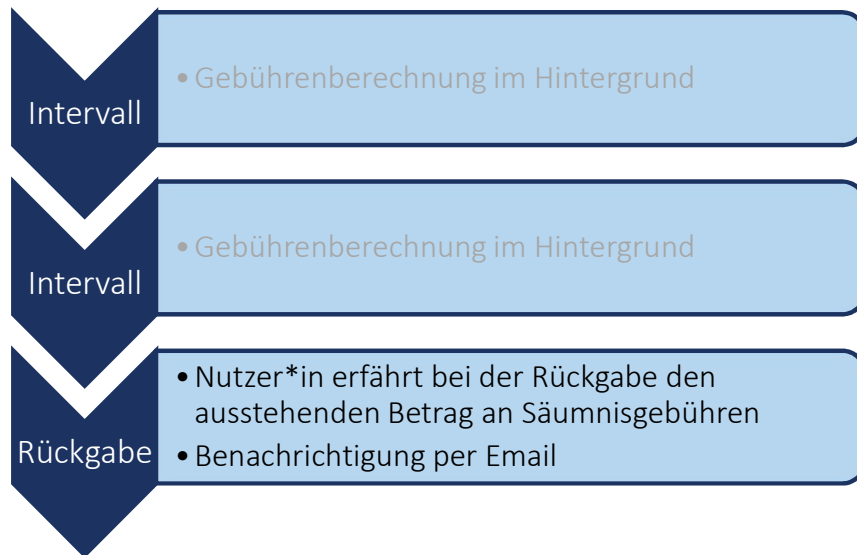 Intervall
• Gebührenberechnung im Hintergrund
Intervall
• Gebührenberechnung im Hintergrund
Rückgabe
• Nutzer*in erfährt bei der Rückgabe den
ausstehenden Betrag an Säumnisgebühren
• Benachrichtigung per Email